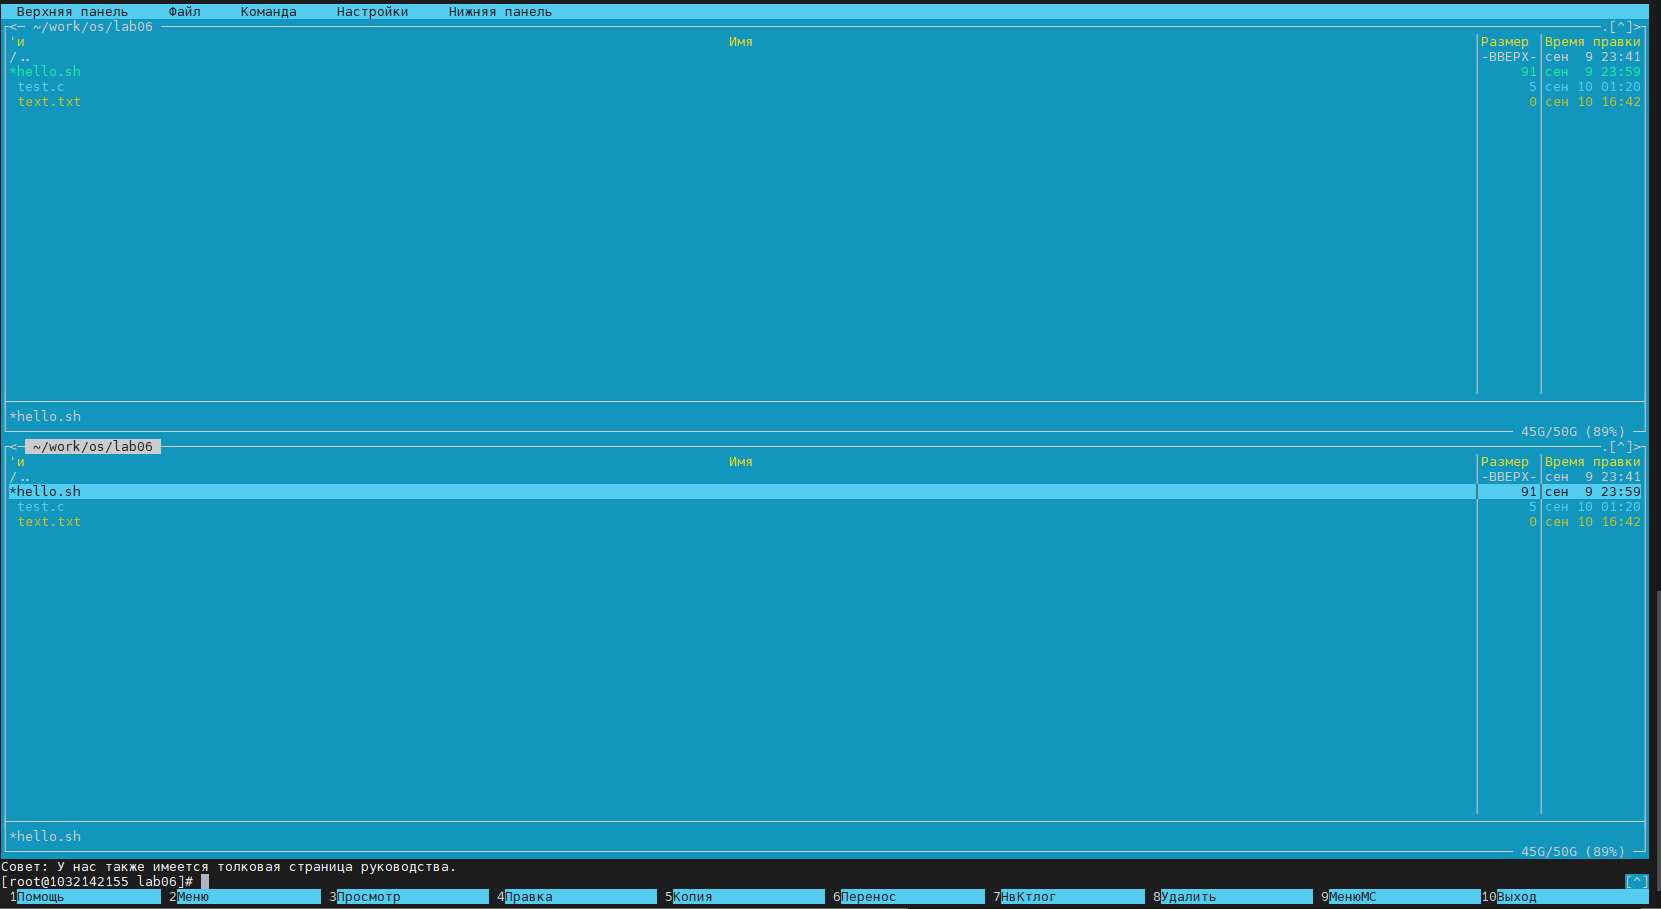 Верхняя панель Файл Команда Настройки Нижняя панель
<─ ~/work/os/lab06 .[^]>
'и Имя Размер Время правки
/.. -ВВЕРХ- сен 9 23:41
*hello.sh 91 сен 9 23:59
test.c 5 сен 10 01:20
text.txt 0 сен 10 16:42
*hello.sh
45G/50G (89%)
<─ ~/work/os/lab06 .[^]>
'и Имя Размер Время правки
/.. -ВВЕРХ- сен 9 23:41
*hello.sh 91 сен 9 23:59
test.c 5 сен 10 01:20
text.txt 0 сен 10 16:42
*hello.sh
45G/50G (89%)
Совет: У нас также имеется толковая страница руководства.
[root@1032142155 lab06]# [^]
1Помощь 2Меню 3Просмотр 4Правка 5Копия 6Перенос 7НвКтлог 8Удалить 9МенюМС 10Выход